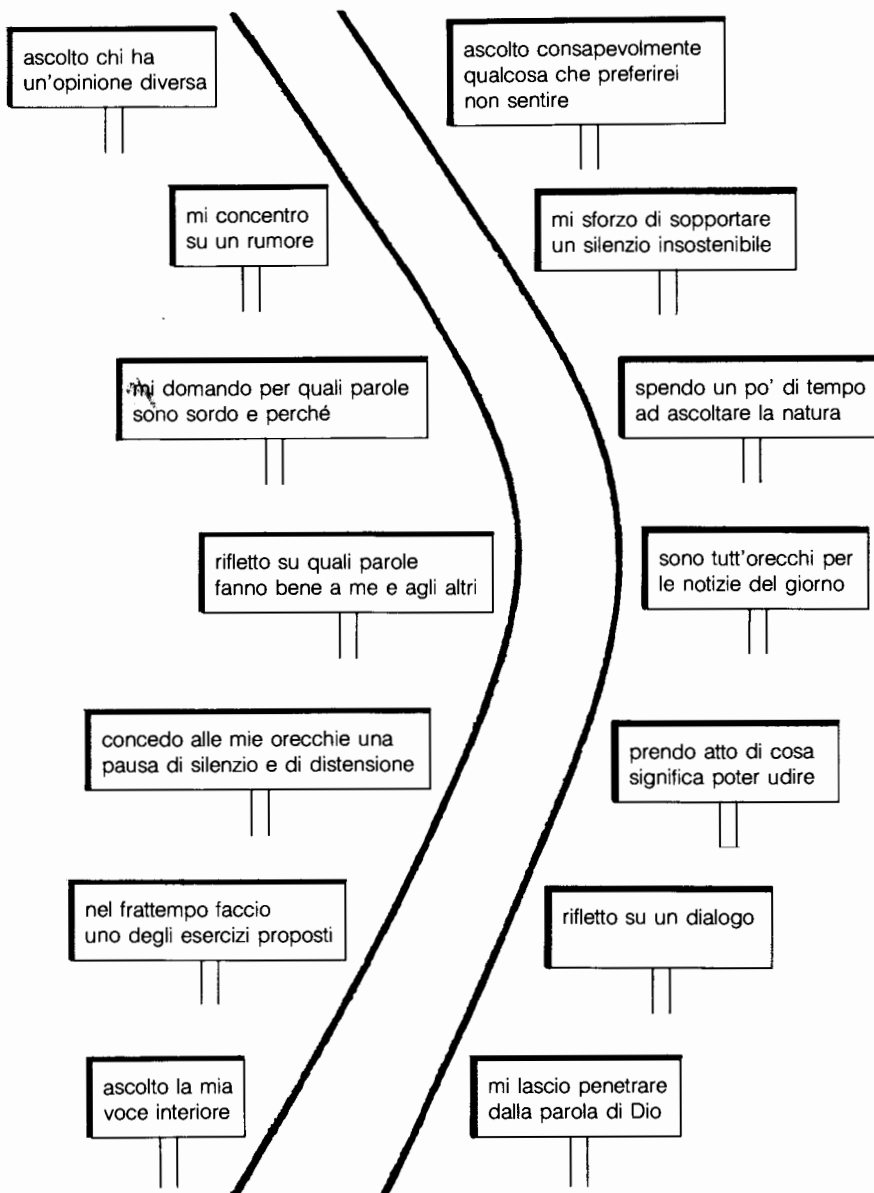 ascolto chi ha
un'opinione diversa
ascolto consapevolmente
qualcosa che preferirei
non sentire
mi concentro
su un rumore
mi sforzo di sopportare
un silenzio insostenibile
mi domando per quali parole
sono sordo e perché
spendo un po' di tempo
ad ascoltare la natura
rifletto su quali parole
fanno bene a me e agli altri
sono tutt'orecchi per
le notizie del giorno
concedo alle mie orecchie una
pausa di silenzio e di distensione
prendo atto di cosa
significa poter udire
nel frattempo faccio
uno degli esercizi proposti
rifletto su un dialogo
ascolto la mia
voce interiore
mi lascio penetrare
dalla parola di Dio